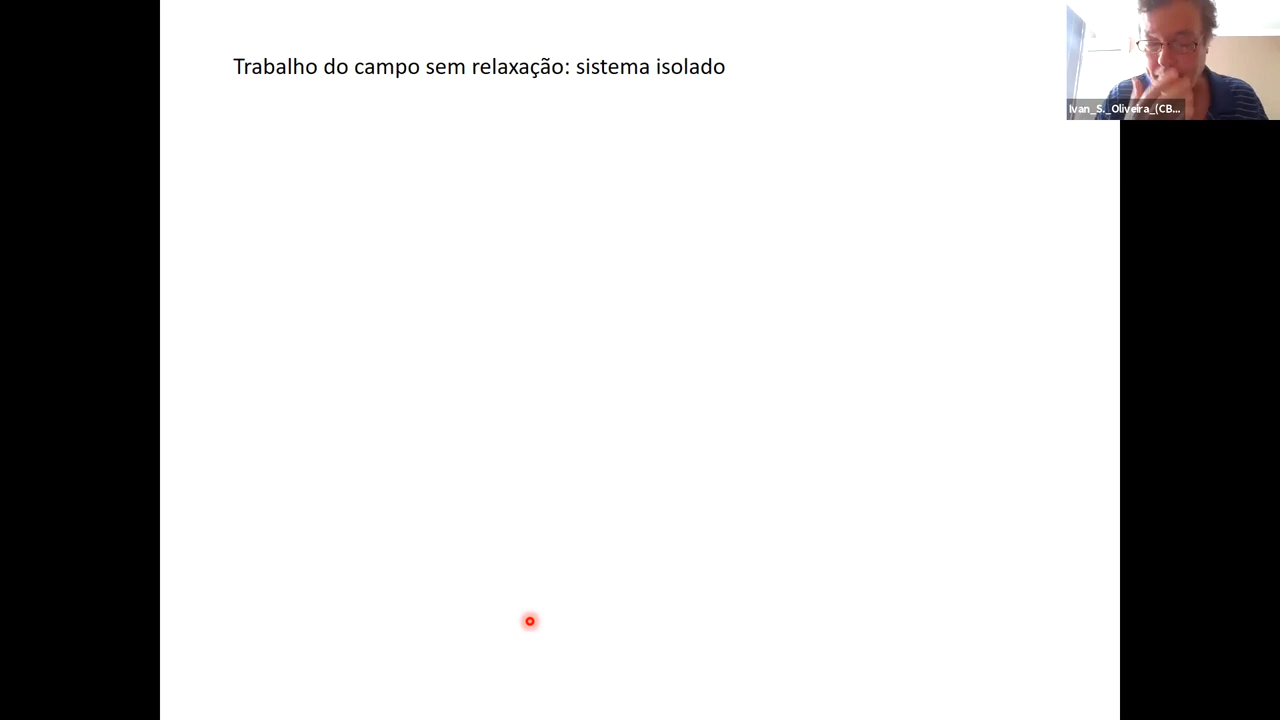 Trabalho do campo sem relaxação: sistema isolado
Ivan_S._Oliveira_(CB...